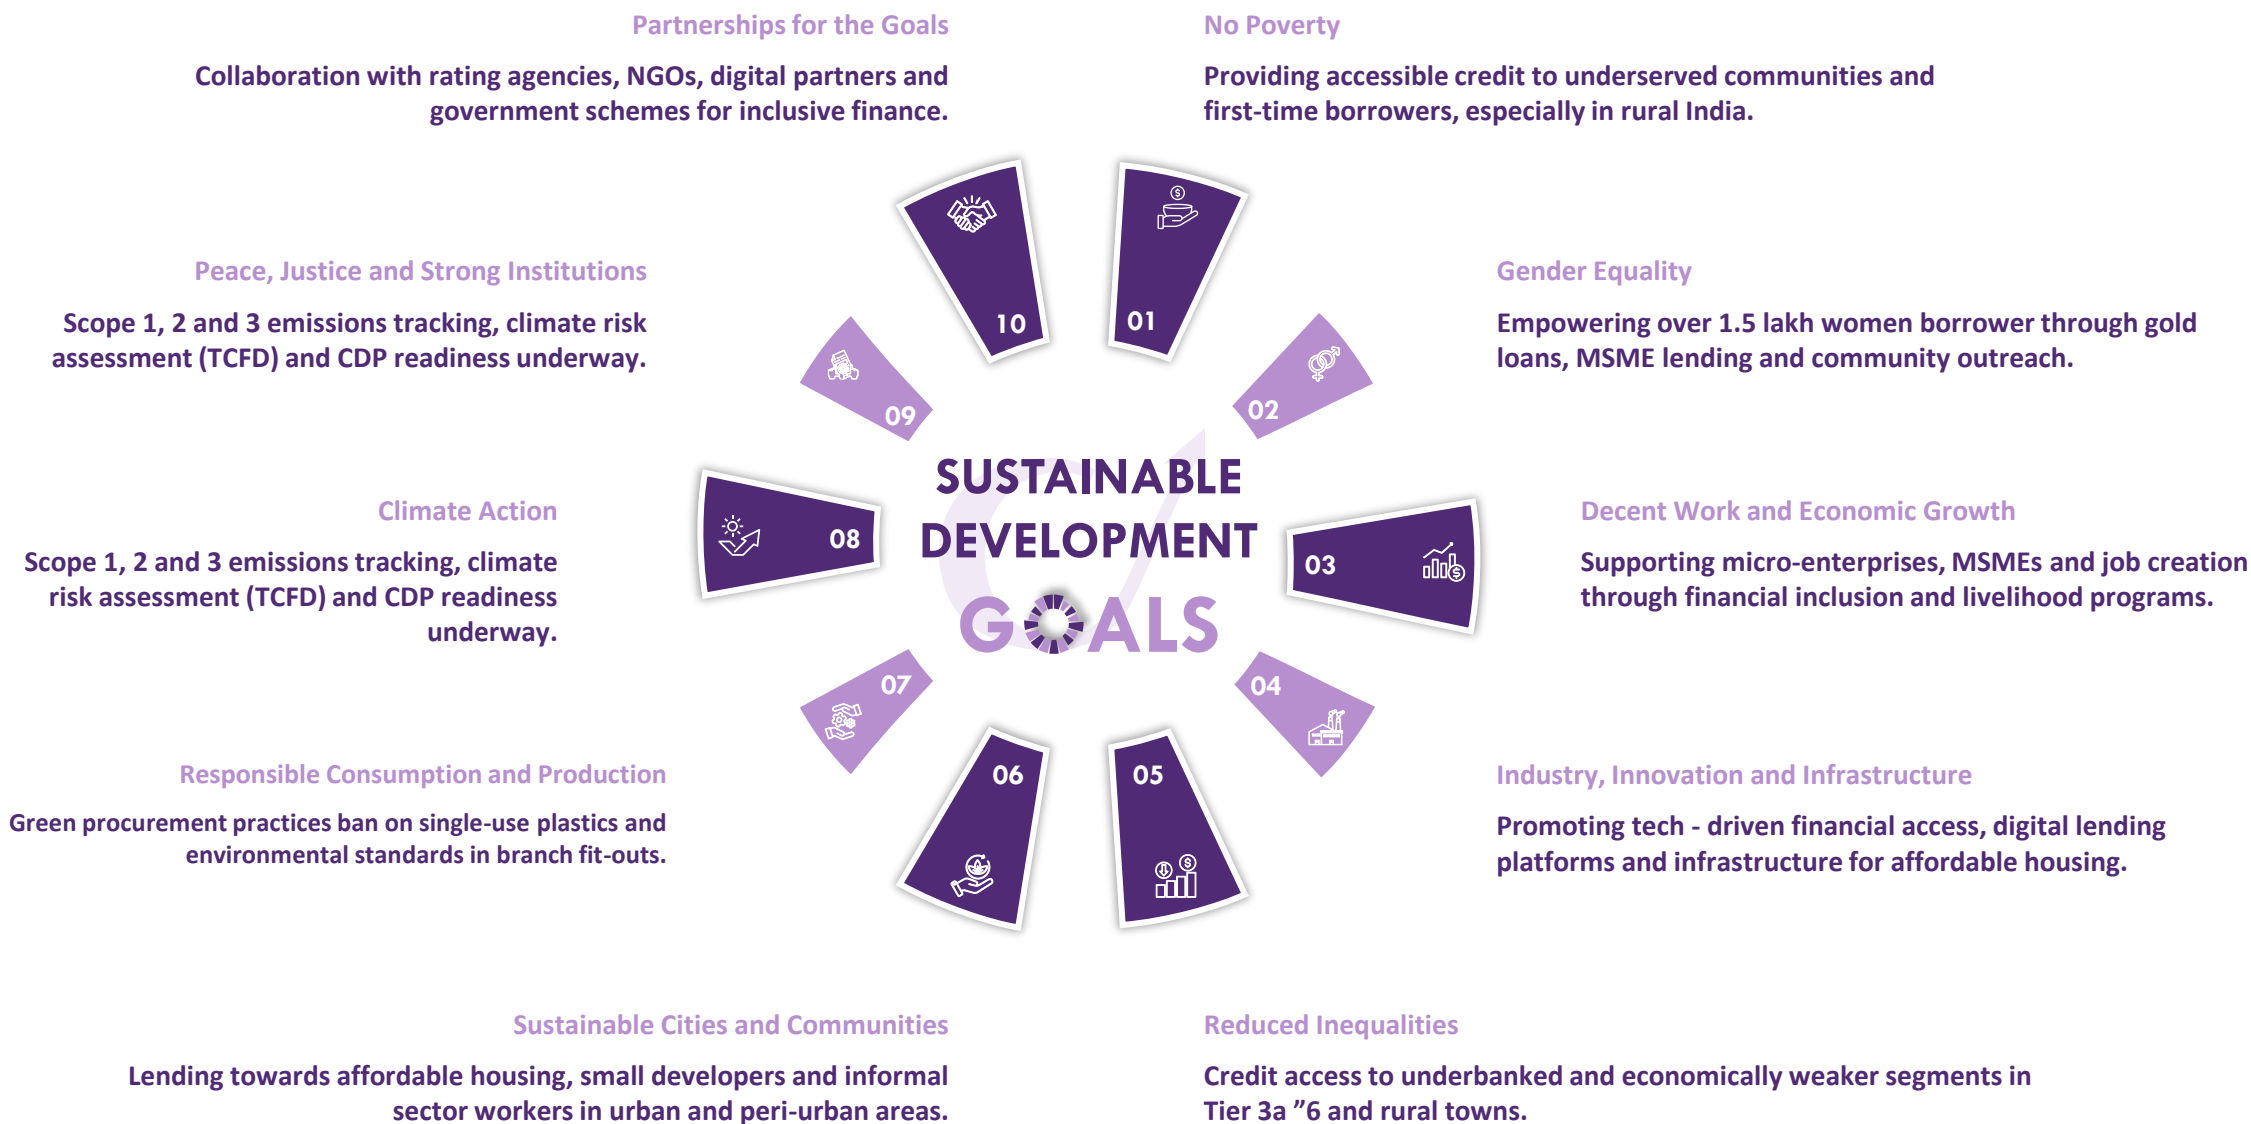 Partnerships for the Goals
Collaboration with rating agencies, NGOs, digital partners and
government schemes for inclusive finance.
No Poverty
Providing accessible credit to underserved communities and
first-time borrowers, especially in rural India.
Peace, Justice and Strong Institutions
Scope 1, 2 and 3 emissions tracking, climate risk
assessment (TCFD) and CDP readiness underway.
Gender Equality
Empowering over 1.5 lakh women borrower through gold
loans, MSME lending and community outreach.
10
01
09
02
Climate Action
Scope 1, 2 and 3 emissions tracking, climate
risk assessment (TCFD) and CDP readiness
underway.
08
SUSTAINABLE
DEVELOPMENT
GOALS
03
Decent Work and Economic Growth
Supporting micro-enterprises, MSMEs and job creation
through financial inclusion and livelihood programs.
07
04
06
05
Responsible Consumption and Production
Green procurement practices ban on single-use plastics and
environmental standards in branch fit-outs.
Industry, Innovation and Infrastructure
Promoting tech - driven financial access, digital lending
platforms and infrastructure for affordable housing.
Sustainable Cities and Communities
Lending towards affordable housing, small developers and informal
sector workers in urban and peri-urban areas.
Reduced Inequalities
Credit access to underbanked and economically weaker segments in
Tier 3a ”6 and rural towns.